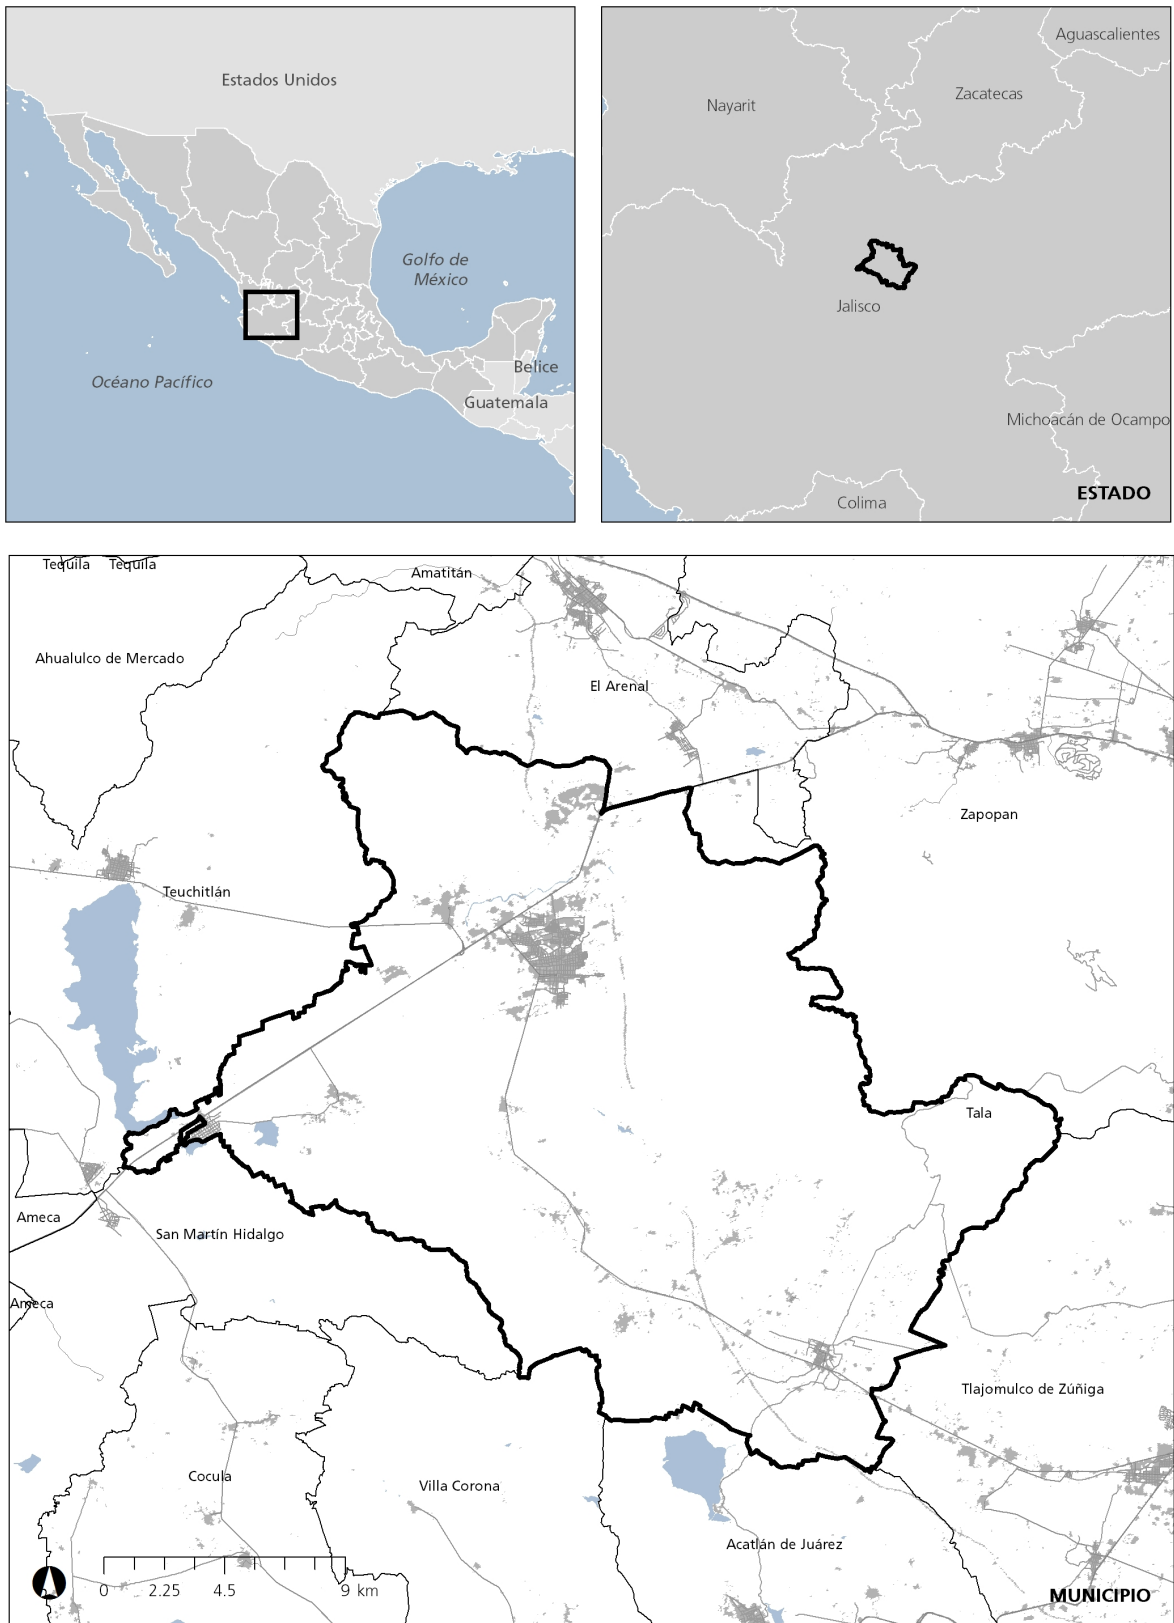 Estados Unidos
Golfo de
México
Océano Pacífico
Belice
Guatemala
Aguascalientes
Zacatecas
Nayarit
Jalisco
Michoacán de Ocampo
Colima
ESTADO
Tequila
Tequila
Amatitán
Ahualulco de Mercado
El Arenal
Zapopan
Teuchitlán
Tala
Ameca
San Martín Hidalgo
Ameca
Tlajomulco de Zúñiga
Cocula
Villa Corona
Acatlán de Juárez
0 2.25 4.5 9 km
MUNICIPIO